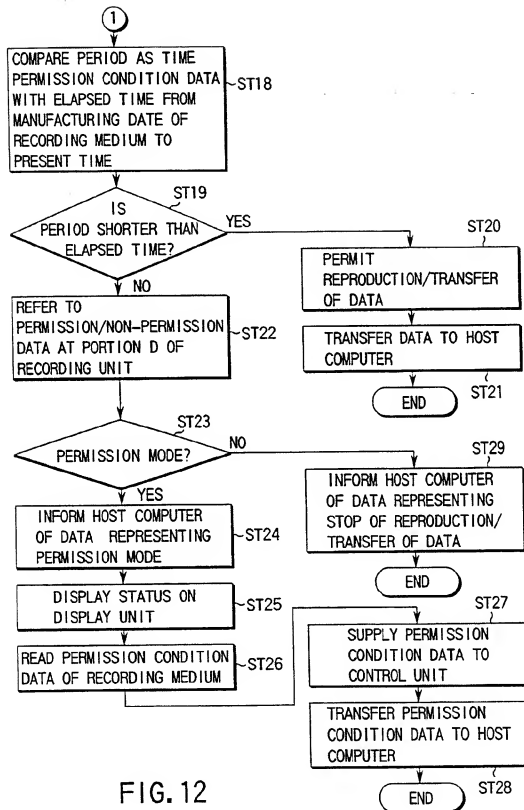 1
COMPARE PERIOD AS TIME
PERMISSION CONDITION DATA
WITH ELAPSED TIME FROM
MANUFACTURING DATE OF
RECORDING MEDIUM TO
PRESENT TIME
ST18
ST19
IS
PERIOD SHORTER THAN
ELAPSED TIME?
YES
NO
ST20
PERMIT
REPRODUCTION/TRANSFER
OF DATA
TRANSFER DATA TO HOST
COMPUTER
ST21
END
REFER TO
PERMISSION/NON-PERMISSION
DATA AT PORTION D OF
RECORDING UNIT
ST22
ST23
PERMISSION MODE?
NO
YES
ST29
INFORM HOST COMPUTER
OF DATA REPRESENTING
STOP OF REPRODUCTION/
TRANSFER OF DATA
END
INFORM HOST COMPUTER
OF DATA REPRESENTING
PERMISSION MODE
ST24
DISPLAY STATUS ON
DISPLAY UNIT
ST25
READ PERMISSION CONDITION
DATA OF RECORDING MEDIUM
ST26
ST27
SUPPLY PERMISSION
CONDITION DATA TO
CONTROL UNIT
TRANSFER PERMISSION
CONDITION DATA TO HOST
COMPUTER
ST28
END
FIG. 12